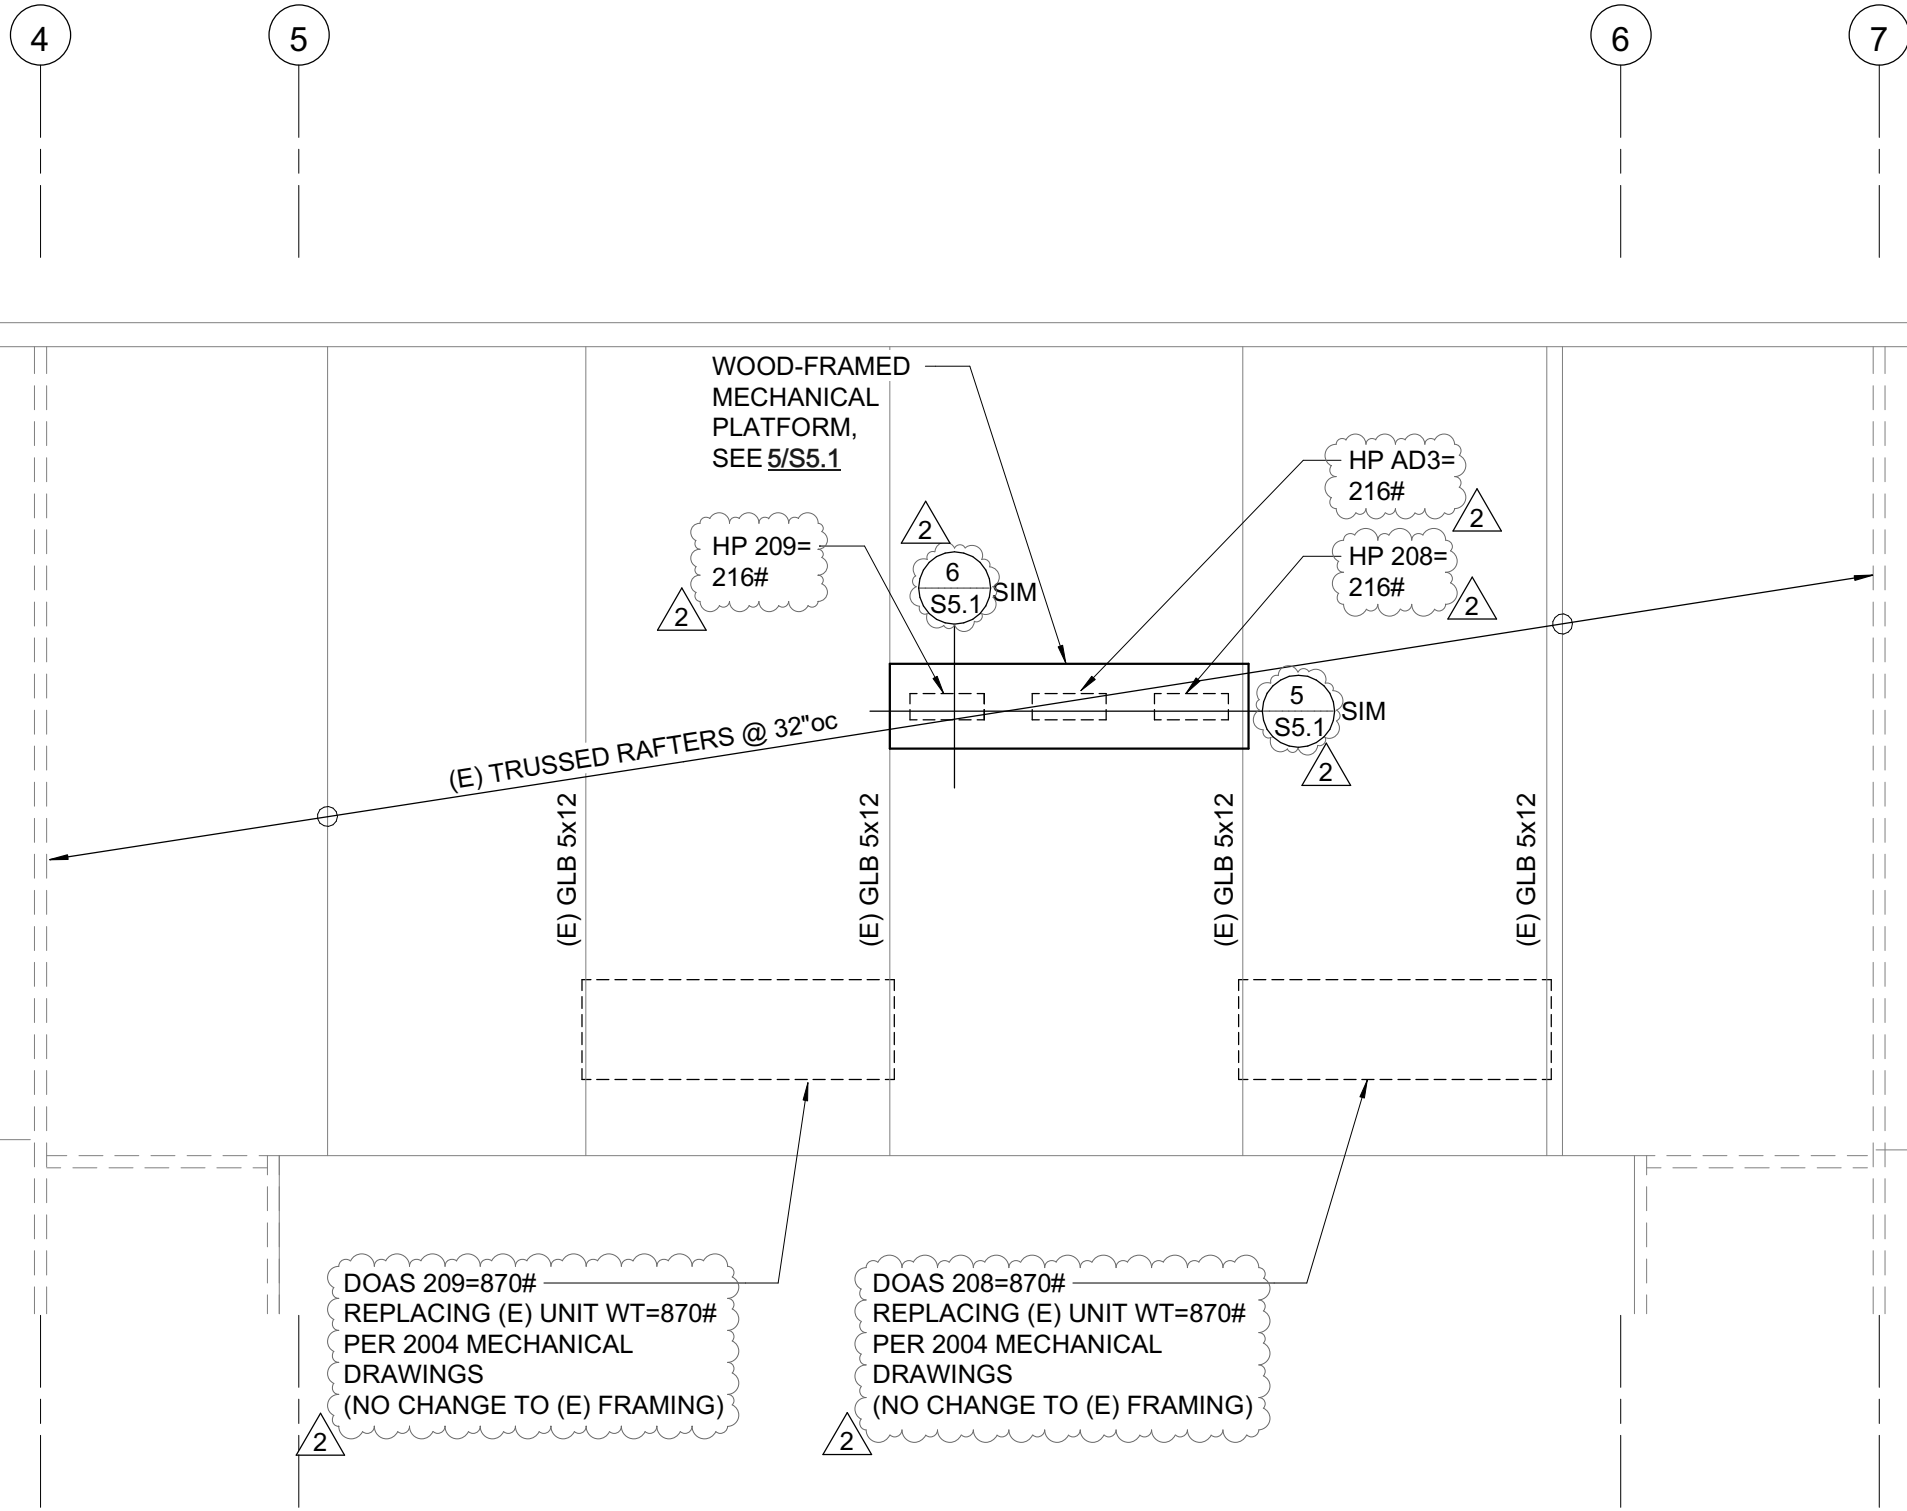 4
5
6
7
WOOD-FRAMED
MECHANICAL
PLATFORM,
SEE 5/S5.1
HP AD3=
216#
2
HP 209=
216#
2
2
6
S5.1
SIM
HP 208=
216#
2
5
S5.1
SIM
2
(E) TRUSSED RAFTERS @ 32"oc
(E) GLB 5x12
(E) GLB 5x12
(E) GLB 5x12
(E) GLB 5x12
DOAS 209=870#
REPLACING (E) UNIT WT=870#
PER 2004 MECHANICAL
DRAWINGS
(NO CHANGE TO (E) FRAMING)
2
DOAS 208=870#
REPLACING (E) UNIT WT=870#
PER 2004 MECHANICAL
DRAWINGS
(NO CHANGE TO (E) FRAMING)
2